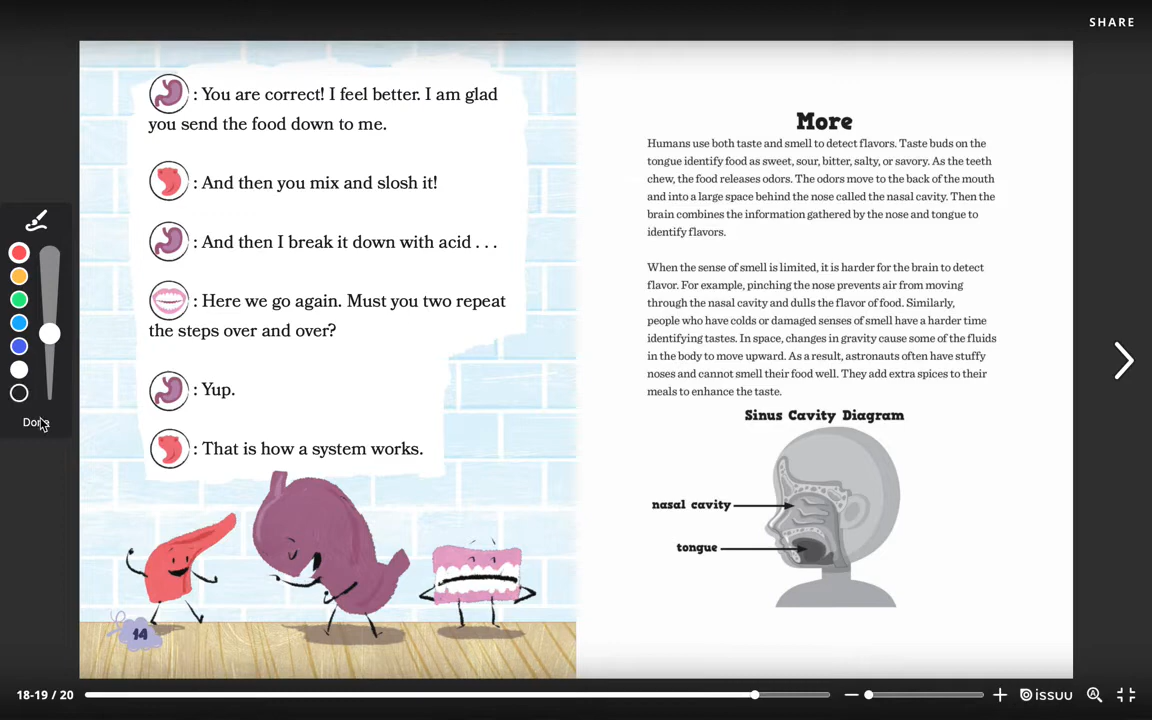 SHARE
: You are correct! I feel better. I am glad
you send the food down to me.
: And then you mix and slosh it!
: And then I break it down with acid . . .
: Here we go again. Must you two repeat
the steps over and over?
: Yup.
: That is how a system works.
14
More
Humans use both taste and smell to detect flavors. Taste buds on the
tongue identify food as sweet, sour, bitter, salty, or savory. As the teeth
chew, the food releases odors. The odors move to the back of the mouth
and into a large space behind the nose called the nasal cavity. Then the
brain combines the information gathered by the nose and tongue to
identify flavors.
When the sense of smell is limited, it is harder for the brain to detect
flavor. For example, pinching the nose prevents air from moving
through the nasal cavity and dulls the flavor of food. Similarly,
people who have colds or damaged senses of smell have a harder time
identifying tastes. In space, changes in gravity cause some of the fluids
in the body to move upward. As a result, astronauts often have stuffy
noses and cannot smell their food well. They add extra spices to their
meals to enhance the taste.
Sinus Cavity Diagram
nasal cavity
tongue
Done
18-19 / 20
issuu